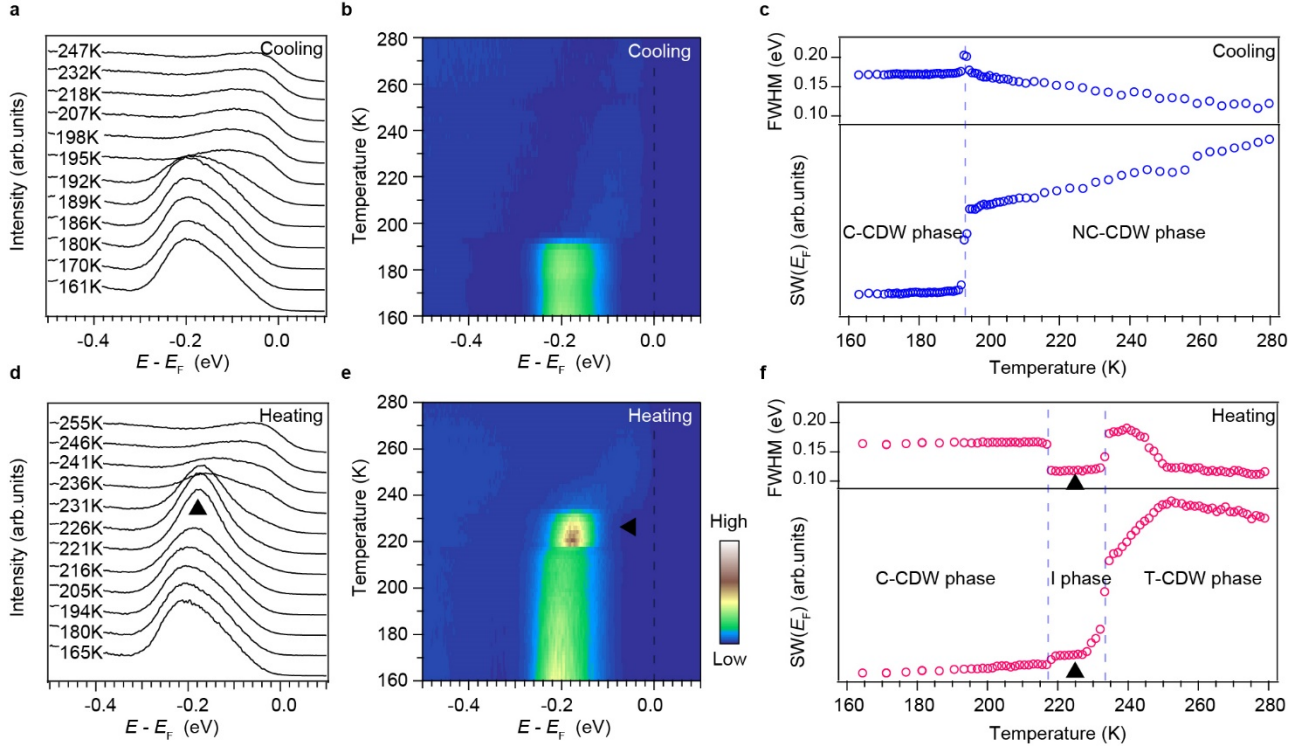 a
Cooling
~247K
~232K
~218K
~207K
~198K
~195K
~192K
~189K
~186K
~180K
~170K
~161K
Intensity (arb.units)
-0.4 -0.2 0.0
E - E_F (eV)
b
Cooling
280
260
240
220
200
180
160
Temperature (K)
-0.4 -0.2 0.0
E - E_F (eV)
c
Cooling
0.20
0.15
0.10
FWHM (eV)
SW(E_F) (arb.units)
C-CDW phase NC-CDW phase
160 180 200 220 240 260 280
Temperature (K)
d
Heating
~255K
~246K
~241K
~236K
~231K
~226K
~221K
~216K
~205K
~194K
~180K
~165K
Intensity (arb.units)
-0.4 -0.2 0.0
E - E_F (eV)
e
Heating
280
260
240
220
200
180
160
Temperature (K)
-0.4 -0.2 0.0
E - E_F (eV)
High
Low
f
Heating
0.20
0.15
0.10
FWHM (eV)
SW(E_F) (arb.units)
C-CDW phase I phase T-CDW phase
160 180 200 220 240 260 280
Temperature (K)